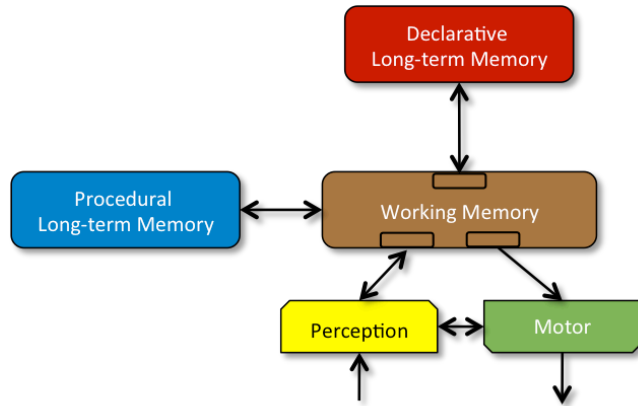 Declarative
Long-term Memory
Procedural
Long-term Memory
Working Memory
Perception
Motor